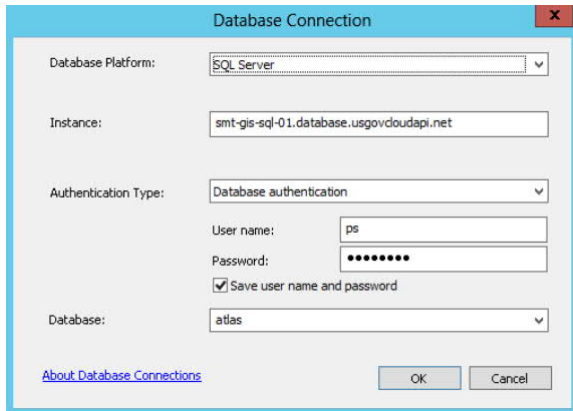 Database Connection
x
Database Platform: SQL Server
Instance: smt-gis-sql-01.database.usgovcloudapi.net
Authentication Type: Database authentication
User name: ps
Password: ●●●●●●●●
Save user name and password
Database: atlas
About Database Connections OK Cancel